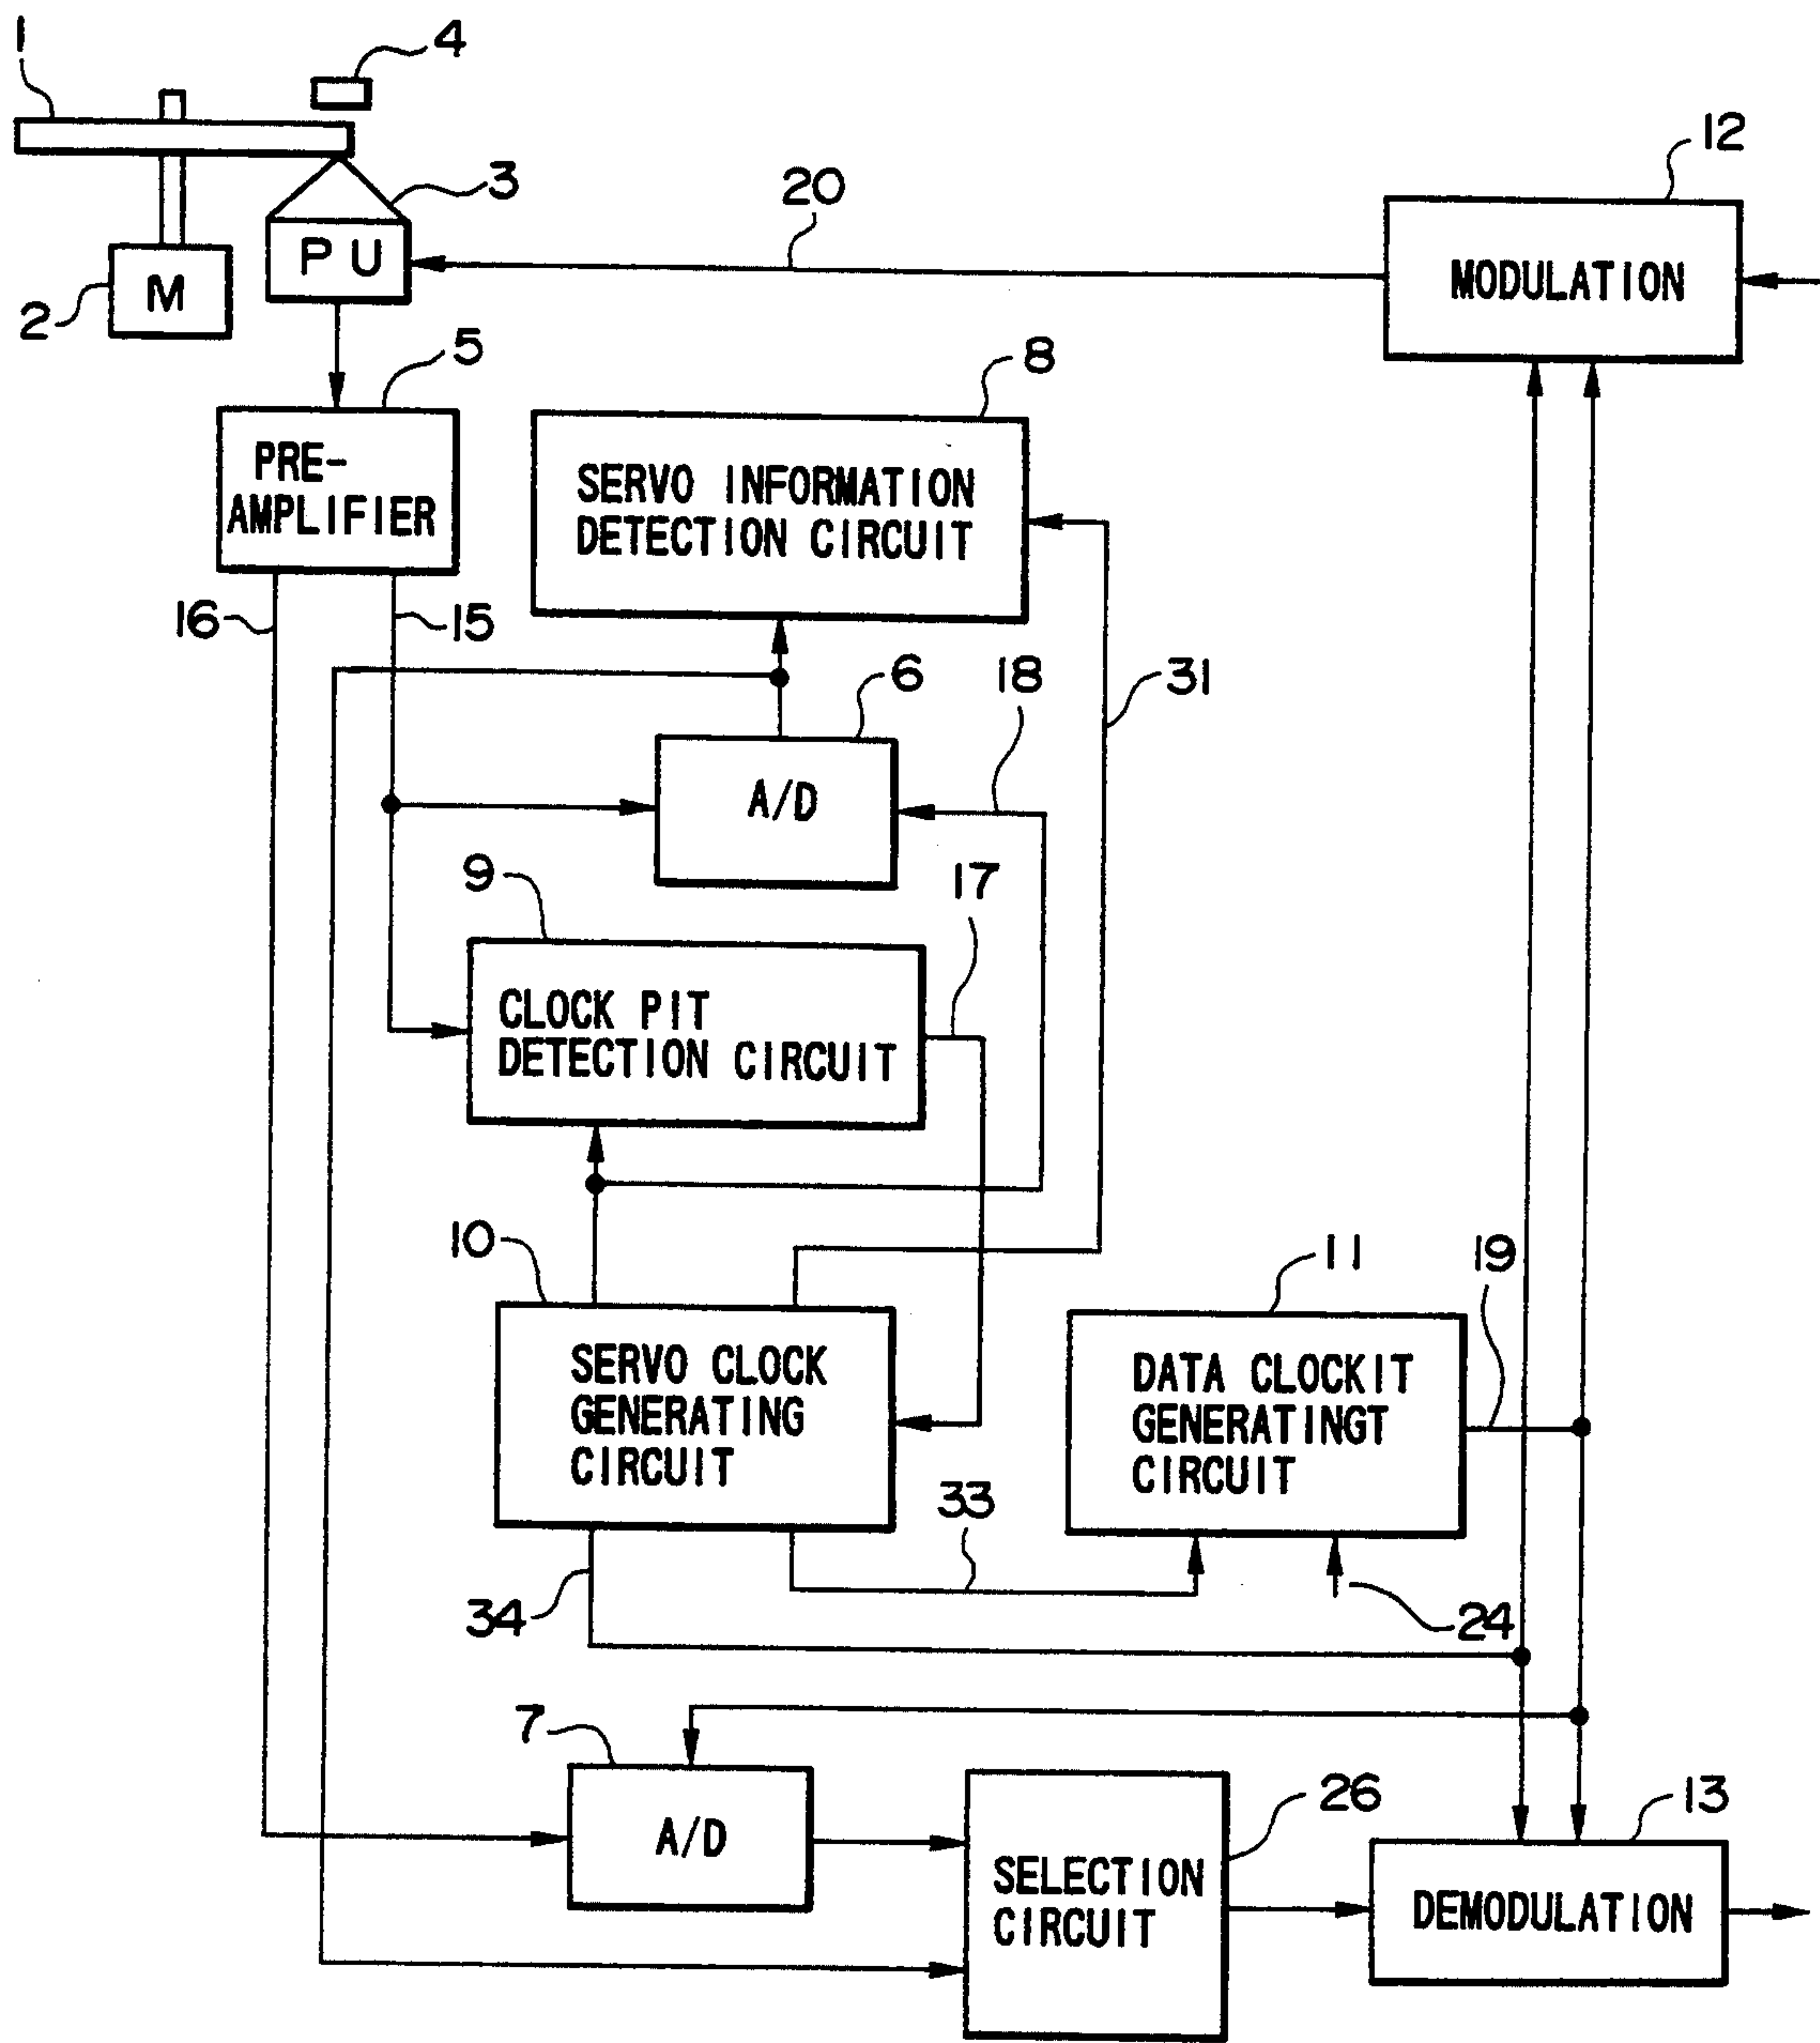 1
4
12
3
20
P U
MODULATION
M
2
5
8
PRE-
AMPLIFIER
SERVO INFORMATION
DETECTION CIRCUIT
16
15
6
18
31
A/D
9
17
CLOCK PIT
DETECTION CIRCUIT
10
11
19
SERVO CLOCK
GENERATING
CIRCUIT
DATA CLOCKIT
GENERATINGT
CIRCUIT
33
34
24
7
26
13
A/D
SELECTION
CIRCUIT
DEMODULATION